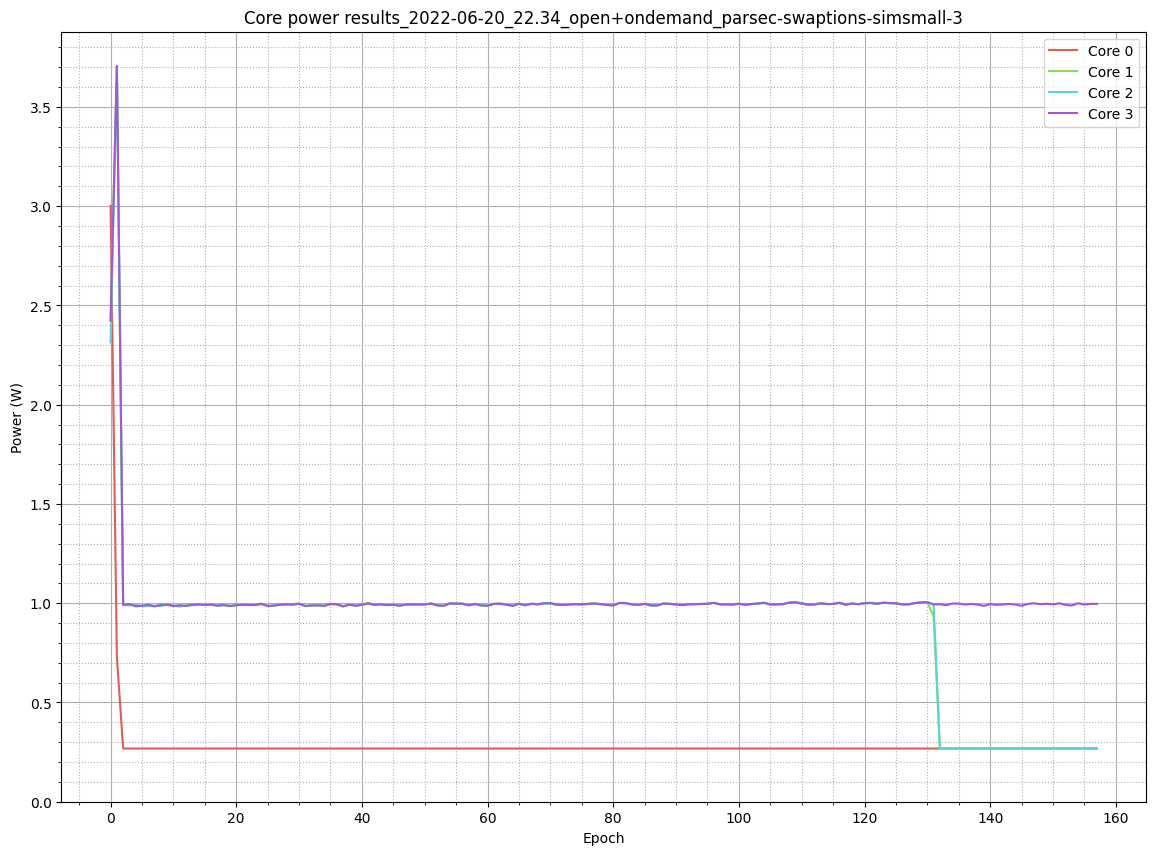 Core power results_2022-06-20_22.34_open+ondemand_parsec-swaptions-simsmall-3
Core 0
Core 1
Core 2
Core 3
Power (W)
3.5
3.0
2.5
2.0
1.5
1.0
0.5
0.0
0 20 40 60 80 100 120 140 160
Epoch